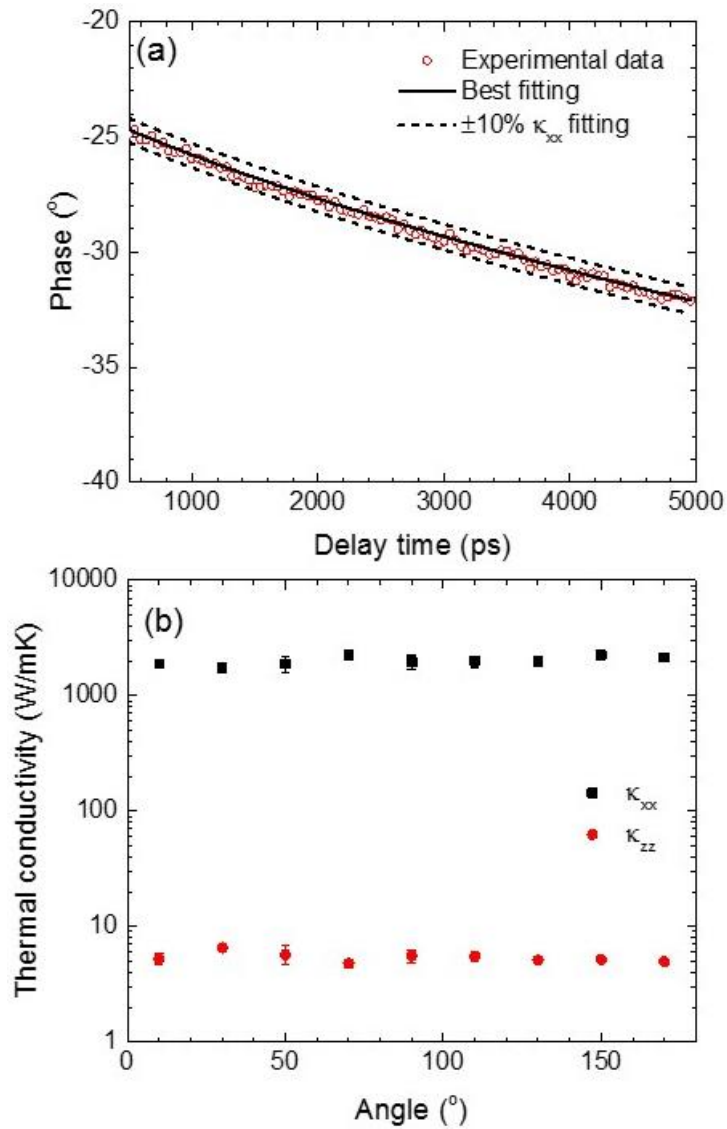 (a)
Experimental data
Best fitting
±10% κxx fitting
-20
-25
-30
-35
-40
Phase (°)
1000 2000 3000 4000 5000
Delay time (ps)
(b)
10000
1000
100
10
1
Thermal conductivity (W/mK)
κxx
κzz
0 50 100 150
Angle (°)